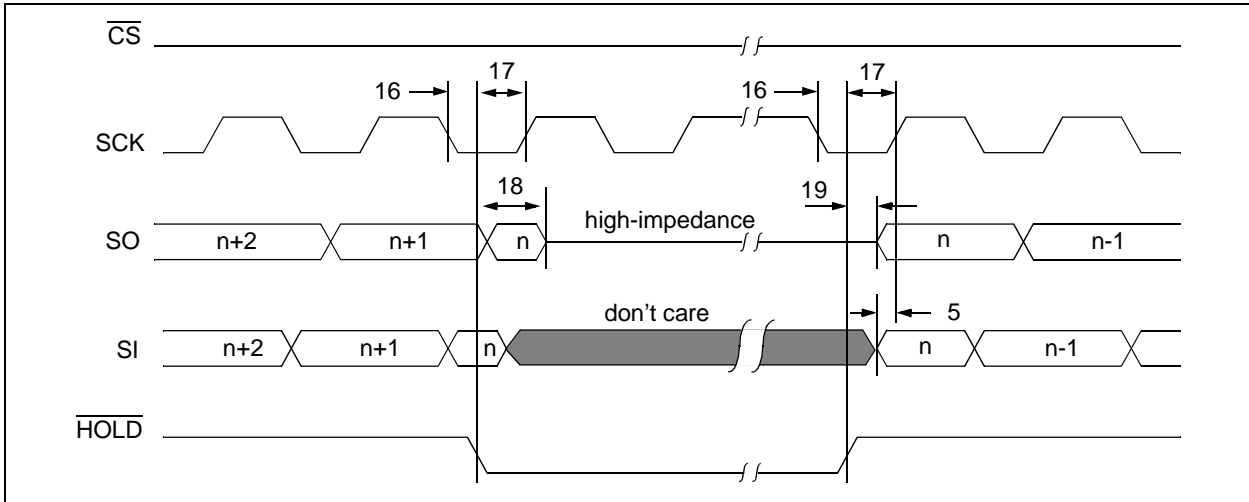 CS
16
17
16
17
SCK
18
19
high-impedance
SO
n+2
n+1
n
n
n-1
don't care
5
SI
n+2
n+1
n
n
n-1
HOLD